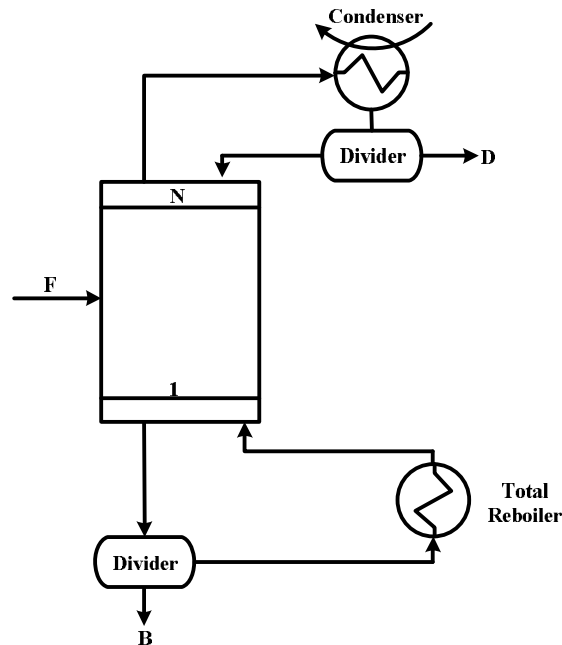 Condenser
Divider
D
N
F
1
Total
Reboiler
Divider
B